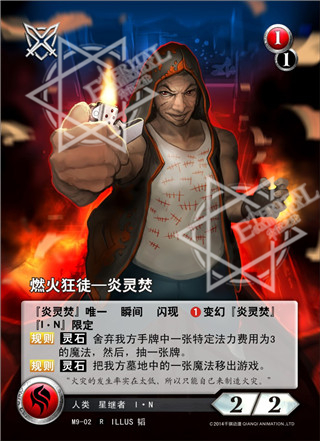 1
1
燃火狂徒—炎灵焚
『炎灵焚』唯一 瞬间 闪现 1变幻『炎灵焚』
『I·N』限定
规则 灵石 舍弃我方手牌中一张特定法力费用为3
的魔法，然后，抽一张牌。
规则 灵石 把我方墓地中的一张魔法移出游戏。
“火灾的发生率实在太低，所以只能自己来制造火灾。”
人类 星继者 I·N
2/2
M9-02 R ILLUS 韬
©2014千骐动漫 QIANQI ANIMATION.,LTD